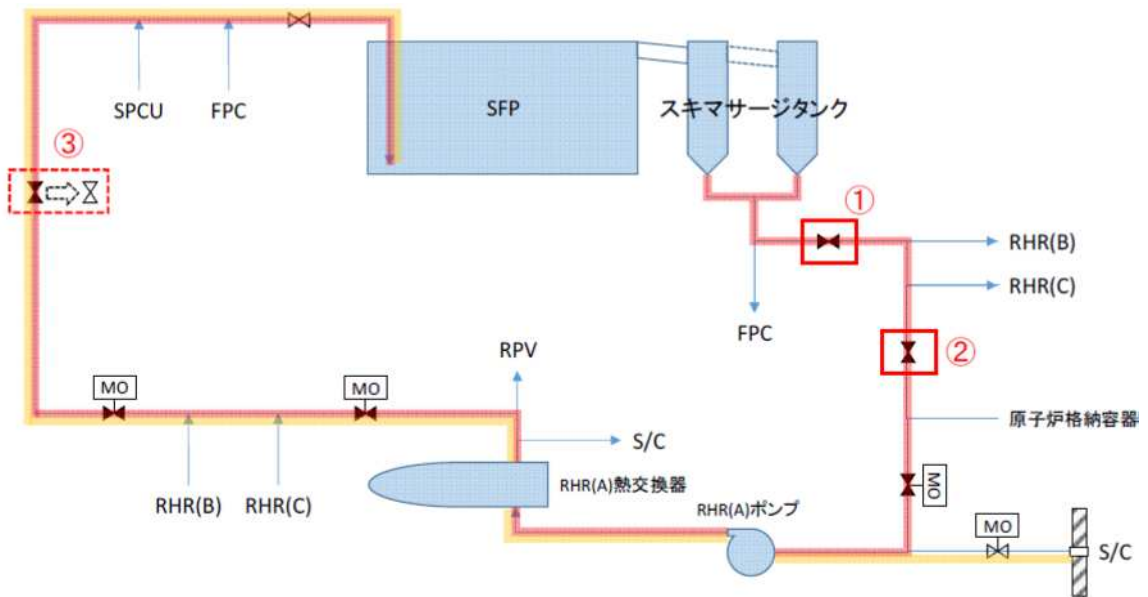 SPCU
FPC
SFP
スキマサージタンク
③
①
RHR(B)
RHR(C)
FPC
②
RPV
MO
MO
原子炉格納容器
S/C
RHR(B)
RHR(C)
RHR(A)熱交換器
MO
RHR(A)ポンプ
MO
S/C